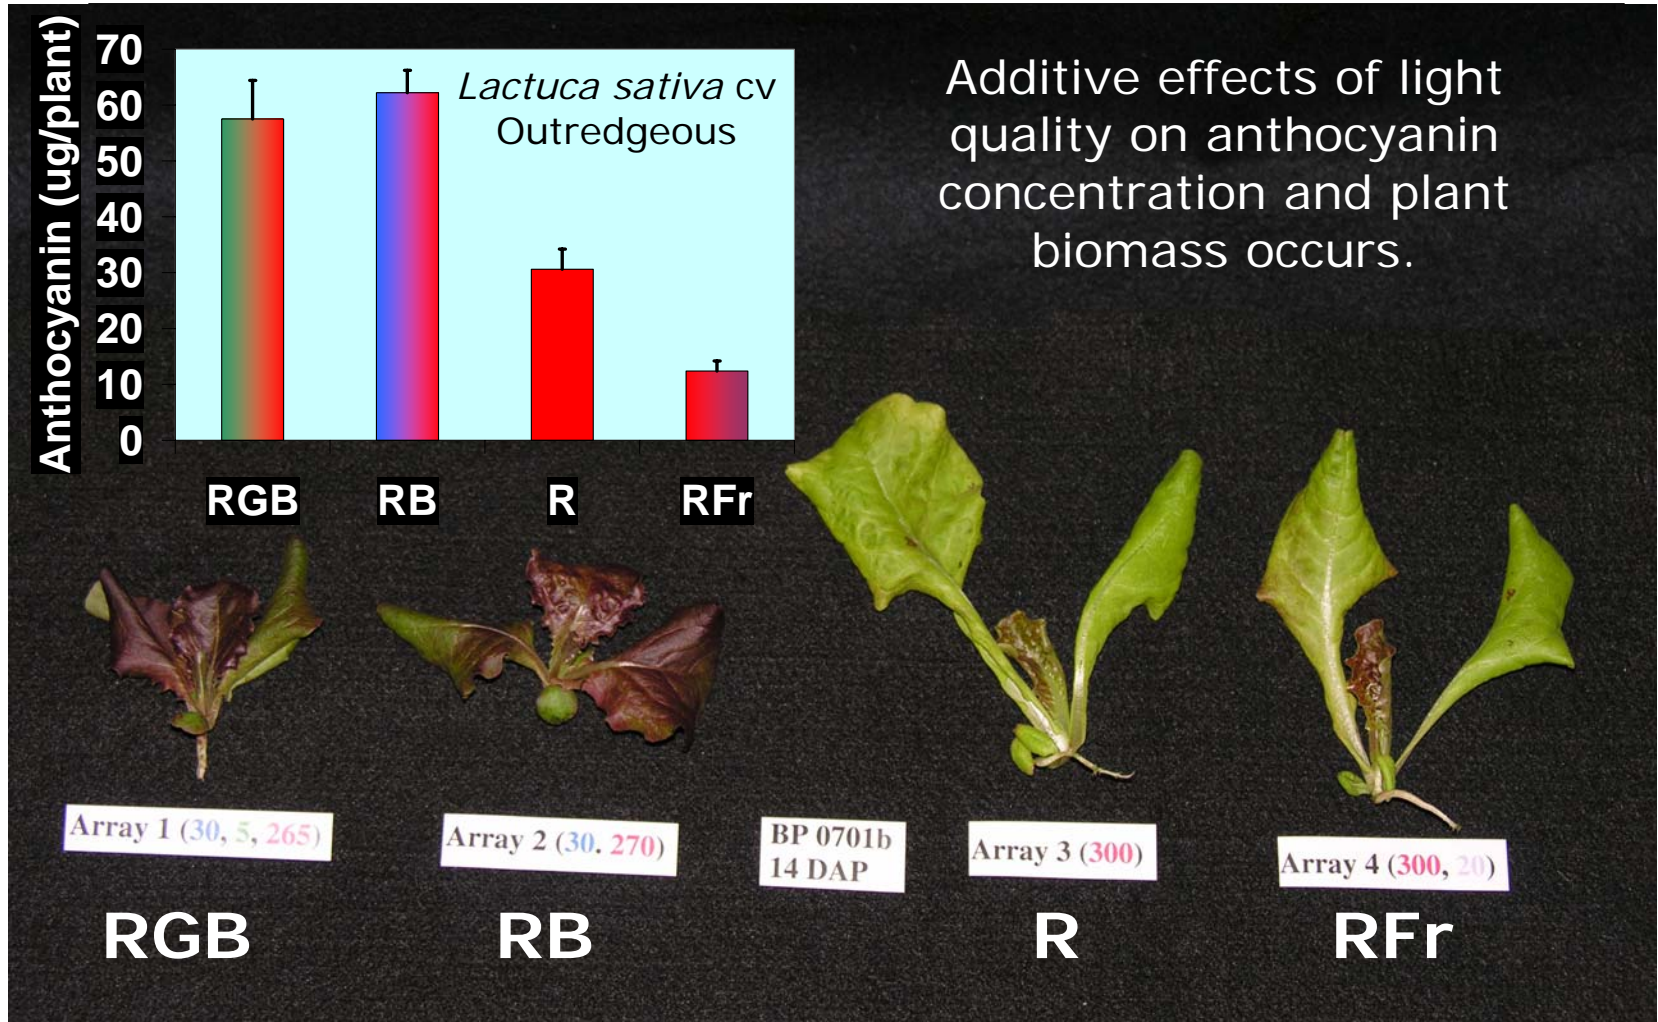 Anthocyanin (ug/plant)
70
60
50
40
30
20
10
0
Lactuca sativa cv
Outredgeous
RGB
RB
R
RFr
Additive effects of light
quality on anthocyanin
concentration and plant
biomass occurs.
Array 1 (30, 5, 265)
Array 2 (30. 270)
BP 0701b
14 DAP
Array 3 (300)
Array 4 (300, 20)
RGB
RB
R
RFr